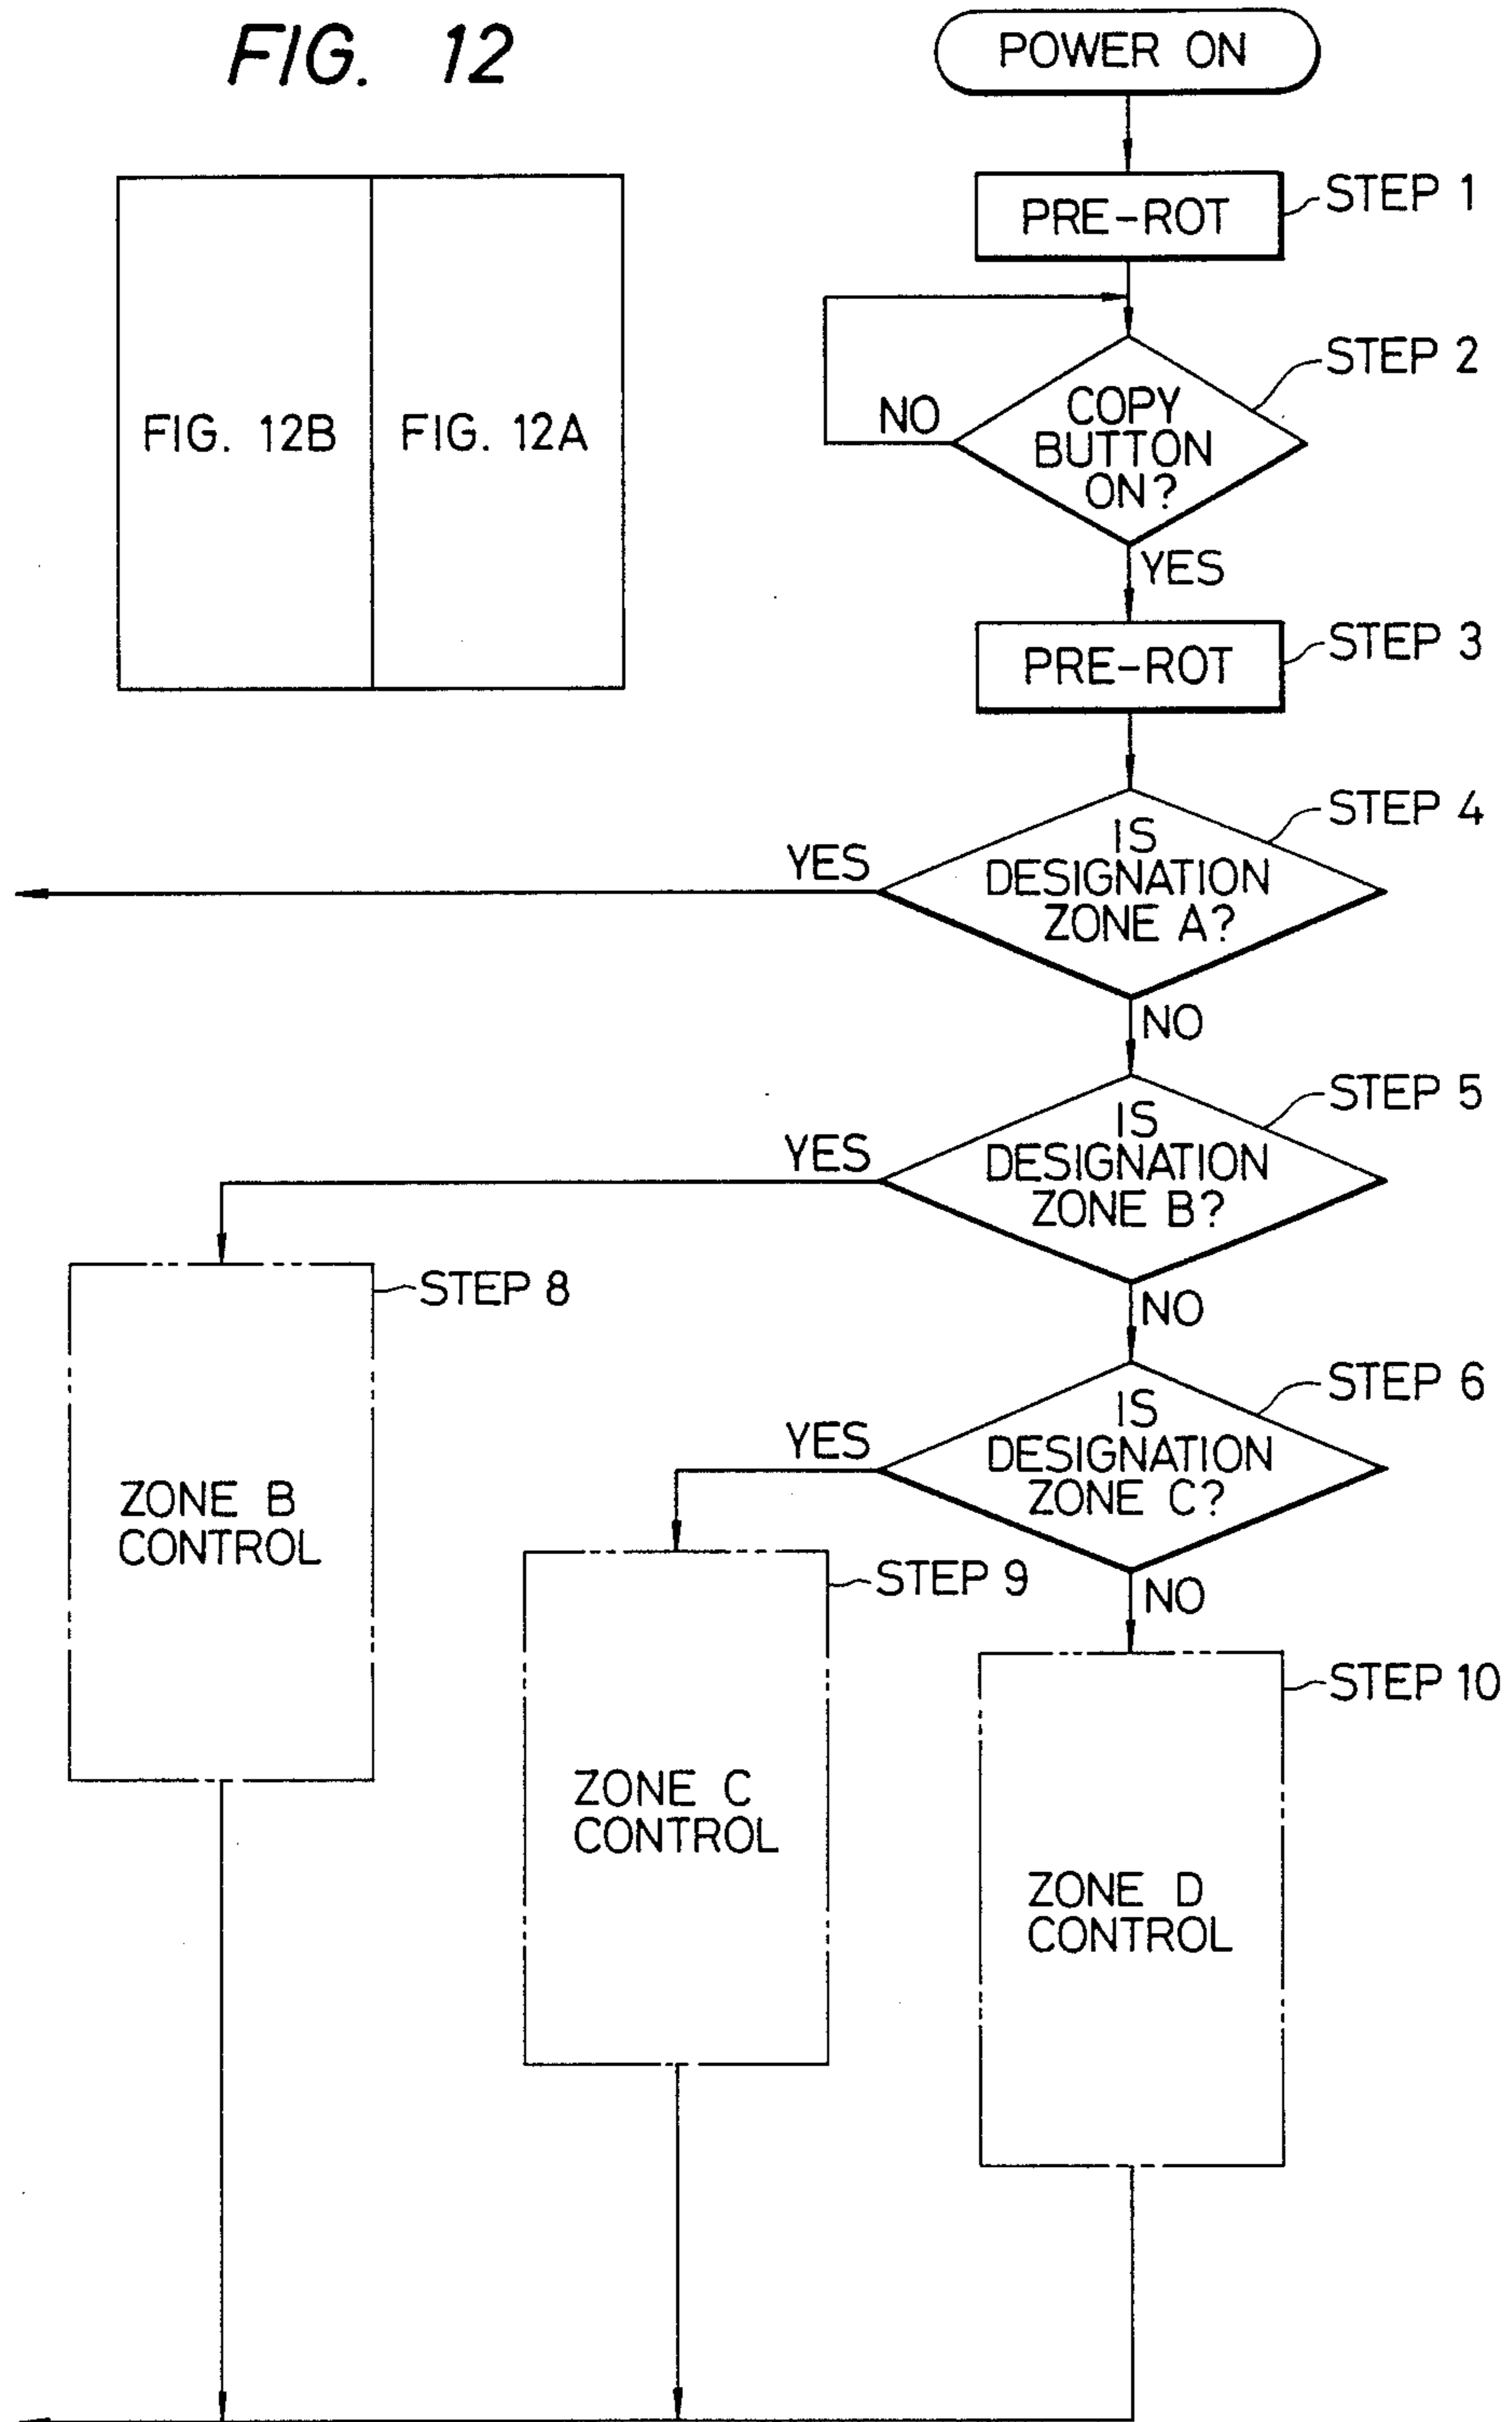 FIG. 12
POWER ON
PRE-ROT
STEP 1
STEP 2
COPY
BUTTON
ON?
NO
YES
FIG. 12B
FIG. 12A
PRE-ROT
STEP 3
STEP 4
IS
DESIGNATION
ZONE A?
YES
NO
STEP 5
IS
DESIGNATION
ZONE B?
YES
NO
STEP 8
ZONE B
CONTROL
STEP 6
IS
DESIGNATION
ZONE C?
YES
NO
STEP 9
ZONE C
CONTROL
STEP 10
ZONE D
CONTROL